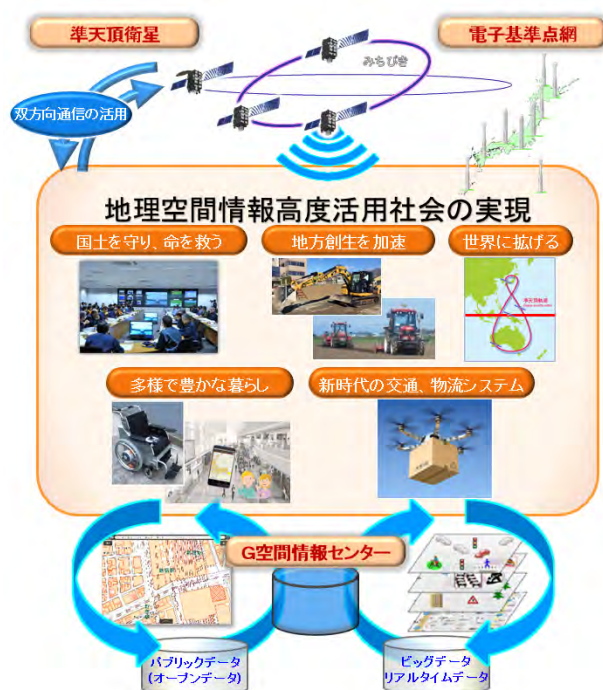 準天頂衛星
電子基準点網
みちびき
双方向通信の活用
地理空間情報高度活用社会の実現
国土を守り、命を救う
地方創生を加速
世界に拡げる
準天頂軌道
多様で豊かな暮らし
新時代の交通、物流システム
G空間情報センター
パブリックデータ
(オープンデータ)
ビッグデータ
リアルタイムデータ